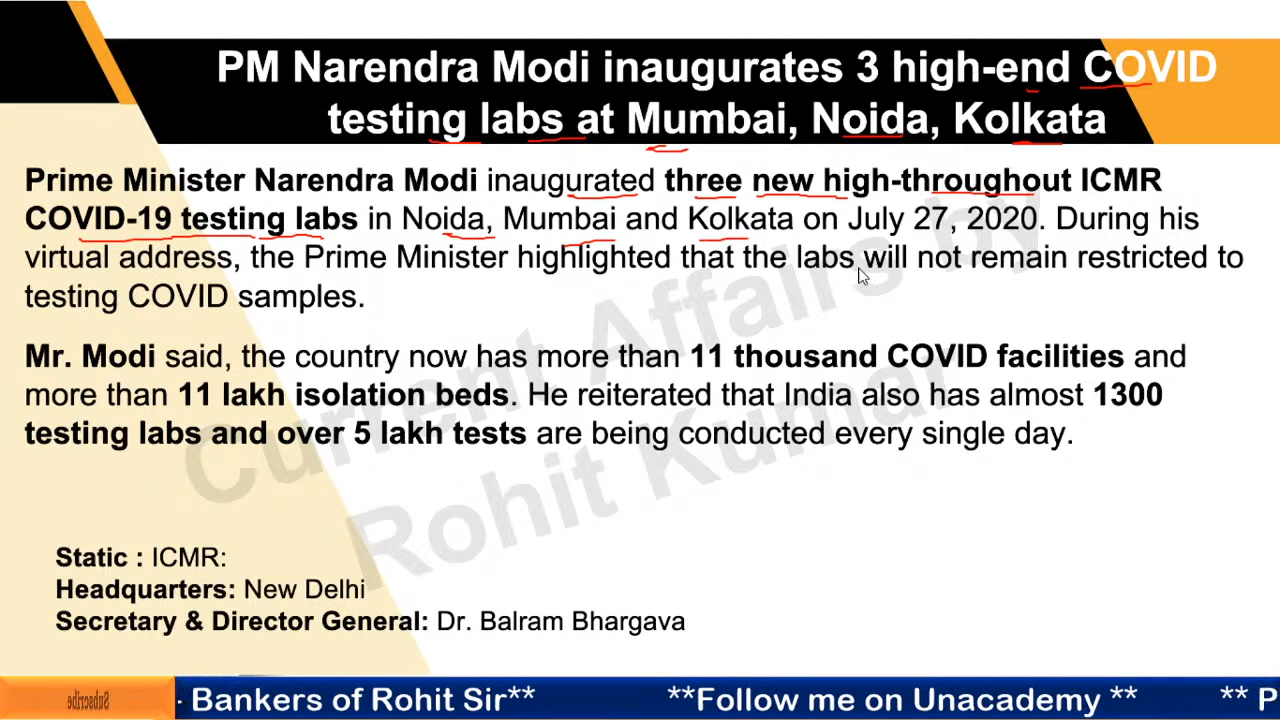 PM Narendra Modi inaugurates 3 high-end COVID
testing labs at Mumbai, Noida, Kolkata
Prime Minister Narendra Modi inaugurated three new high-throughout ICMR
COVID-19 testing labs in Noida, Mumbai and Kolkata on July 27, 2020. During his
virtual address, the Prime Minister highlighted that the labs will not remain restricted to
testing COVID samples.
Mr. Modi said, the country now has more than 11 thousand COVID facilities and
more than 11 lakh isolation beds. He reiterated that India also has almost 1300
testing labs and over 5 lakh tests are being conducted every single day.
Current Affairs by
Rohit Kumar
Static : ICMR:
Headquarters: New Delhi
Secretary & Director General: Dr. Balram Bhargava
Subscribe
- Bankers of Rohit Sir** **Follow me on Unacademy ** ** P